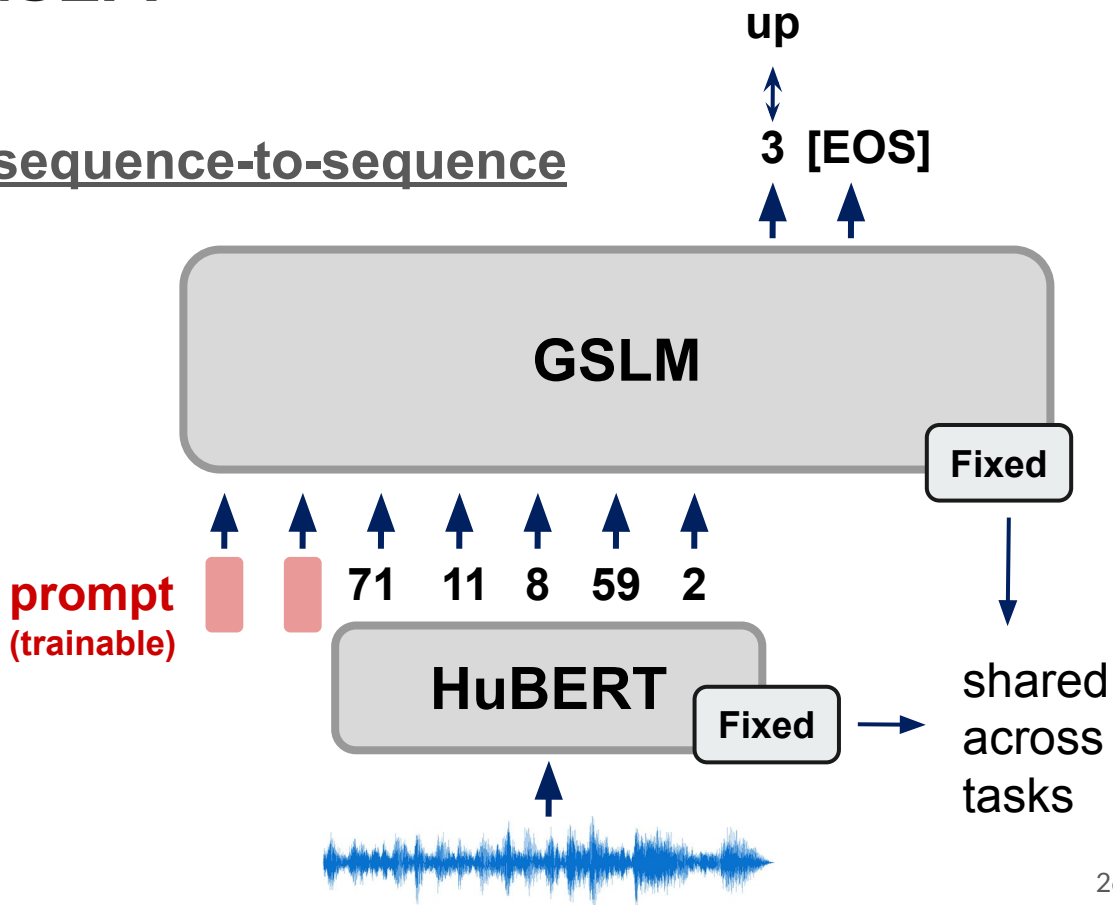 up
sequence-to-sequence
3 [EOS]
GSLM
Fixed
prompt
(trainable)
71 11 8 59 2
HuBERT
Fixed
shared
across
tasks